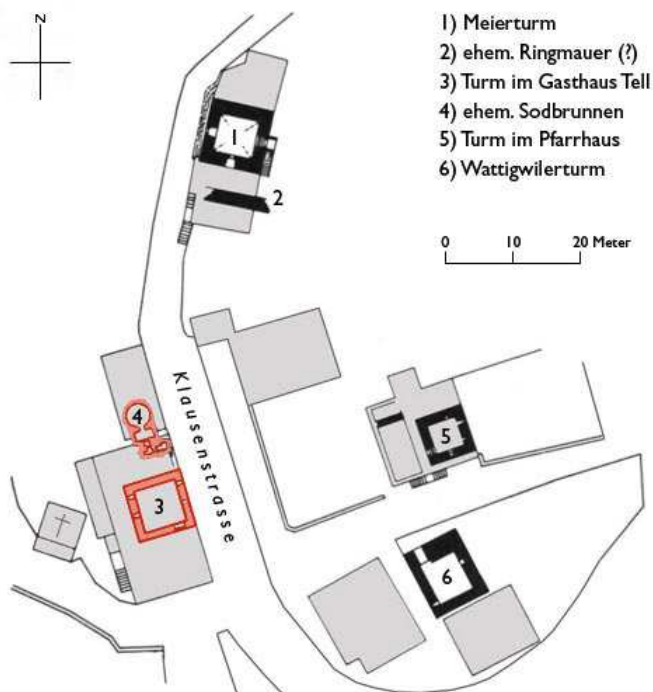 N
1) Meierturm
2) ehem. Ringmauer (?)
3) Turm im Gasthaus Tell
4) ehem. Sodbrunnen
5) Turm im Pfarrhaus
6) Wattigwilerturm
0 10 20 Meter
1
2
Klausenstrasse
4
5
3
6